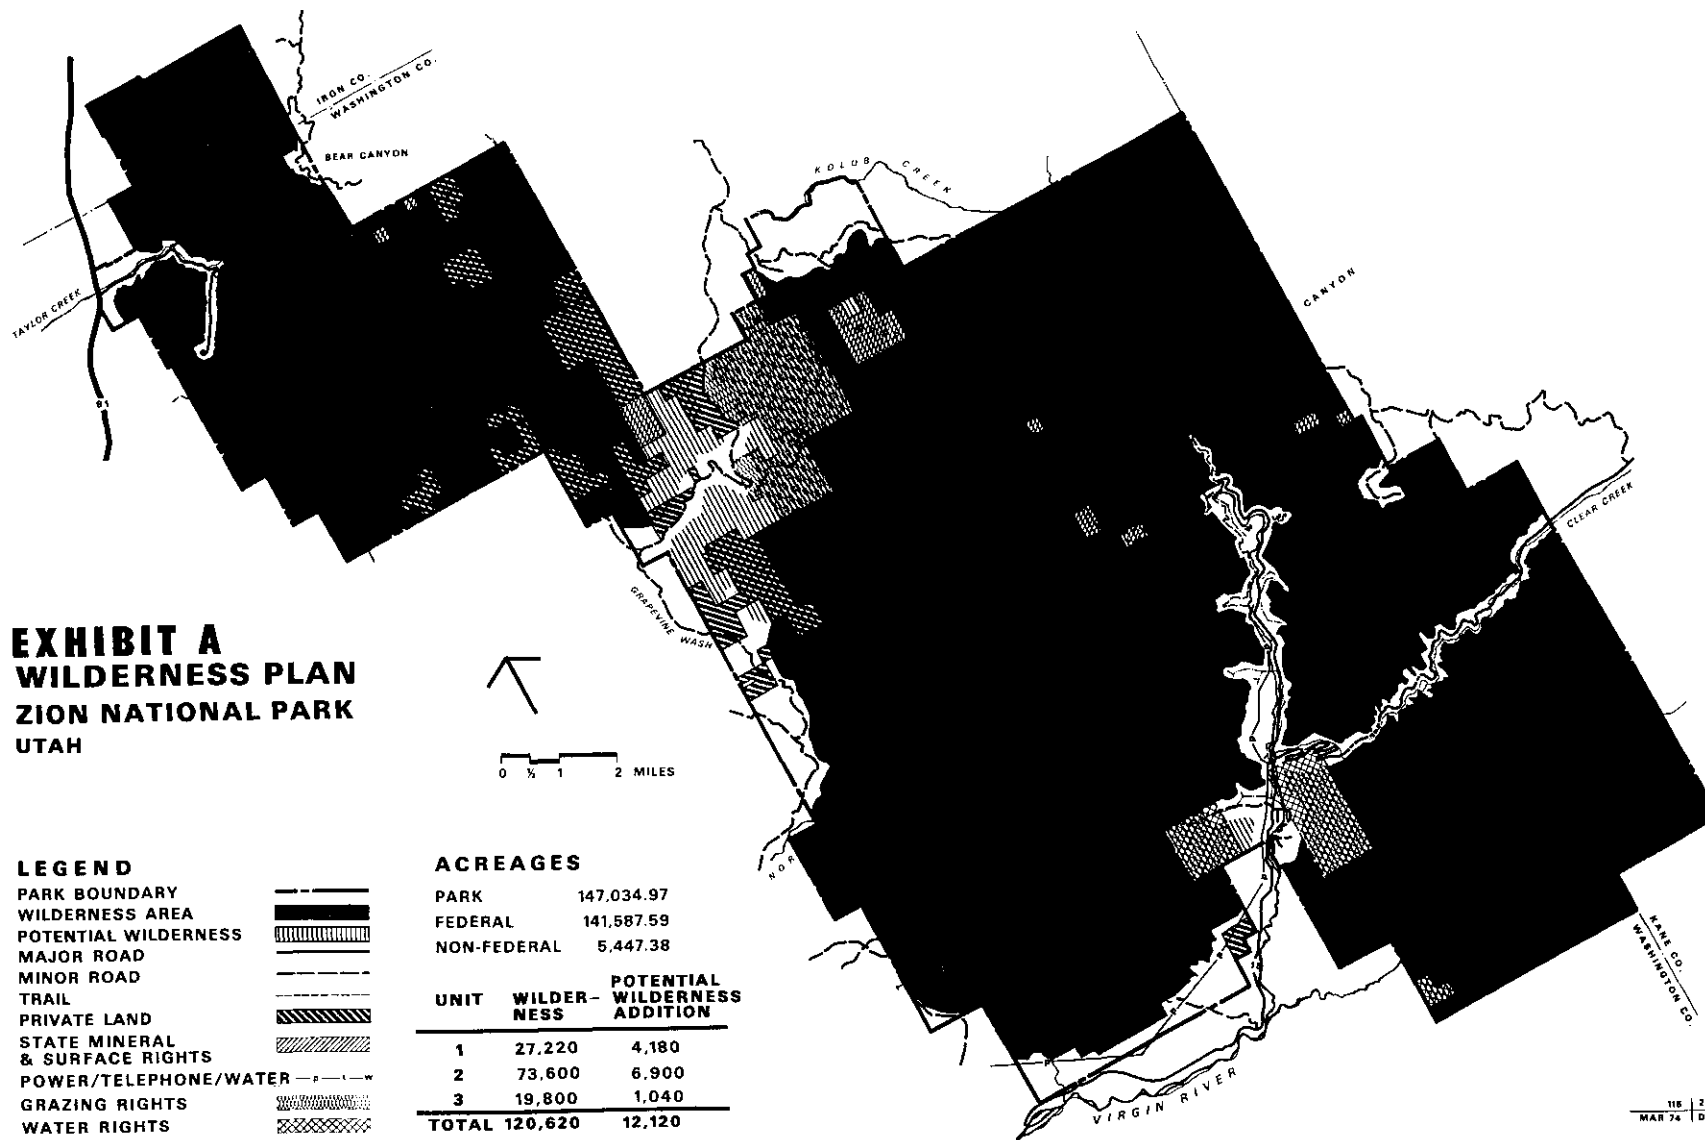 IRON CO.
WASHINGTON CO.
BEAR CANYON
KOLOB CREEK
TAYLOR CREEK
CANYON
CLEAR CREEK
GRAPEVINE WASH
EXHIBIT A
WILDERNESS PLAN
ZION NATIONAL PARK
UTAH
0 ½ 1 2 MILES
LEGEND
PARK BOUNDARY
WILDERNESS AREA
POTENTIAL WILDERNESS
MAJOR ROAD
MINOR ROAD
TRAIL
PRIVATE LAND
STATE MINERAL
& SURFACE RIGHTS
POWER/TELEPHONE/WATER —P—t—w
GRAZING RIGHTS
WATER RIGHTS
ACREAGES
PARK 147,034.97
FEDERAL 141,587.59
NON-FEDERAL 5,447.38
UNIT WILDER-NESS POTENTIAL WILDERNESS ADDITION
1 27,220 4,180
2 73,600 6,900
3 19,800 1,040
TOTAL 120,620 12,120
NOR
KANE CO.
WASHINGTON CO.
VIRGIN RIVER
MAR 74